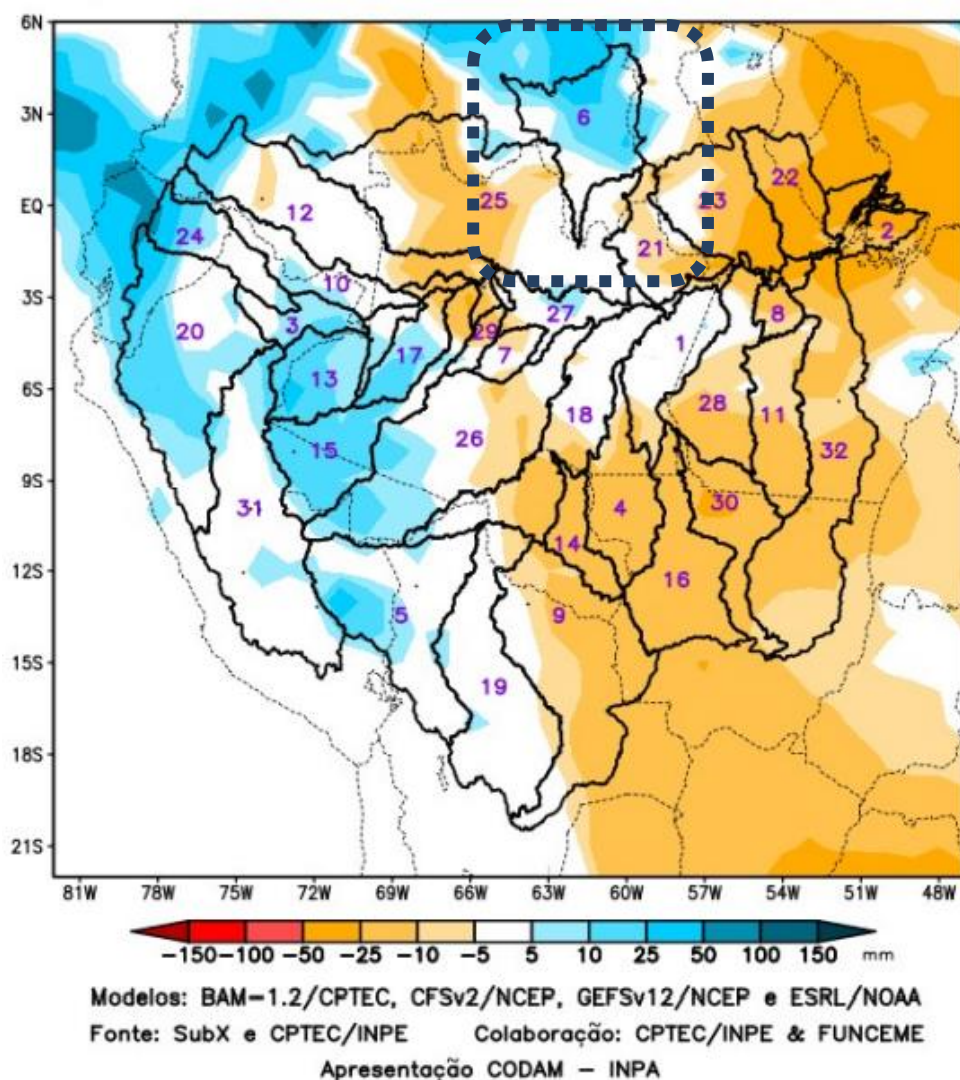 6N
3N
EQ
3S
6S
9S
12S
15S
18S
21S
6
12
25
23
22
24
21
2
10
3
27
8
20
29
1
17
7
13
28
11
18
15
26
32
31
4
30
14
16
5
9
19
81W 78W 75W 72W 69W 66W 63W 60W 57W 54W 51W 48W
-150 -100 -50 -25 -10 -5 5 10 25 50 100 150 mm
Modelos: BAM-1.2/CPTEC, CFSv2/NCEP, GEFSv12/NCEP e ESRL/NOAA
Fonte: SubX e CPTEC/INPE Colaboração: CPTEC/INPE & FUNCEME
Apresentação CODAM - INPA